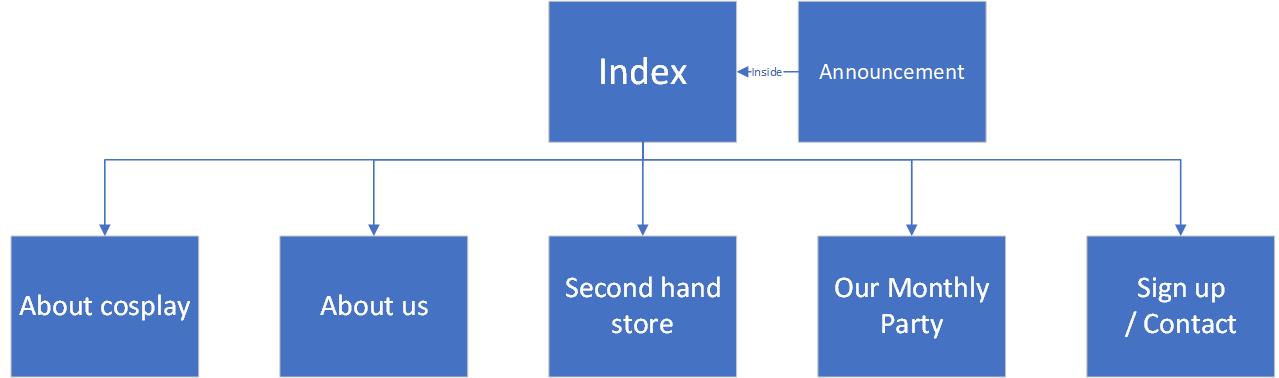 Index
Inside
Announcement
About cosplay
About us
Second hand
store
Our Monthly
Party
Sign up
/ Contact